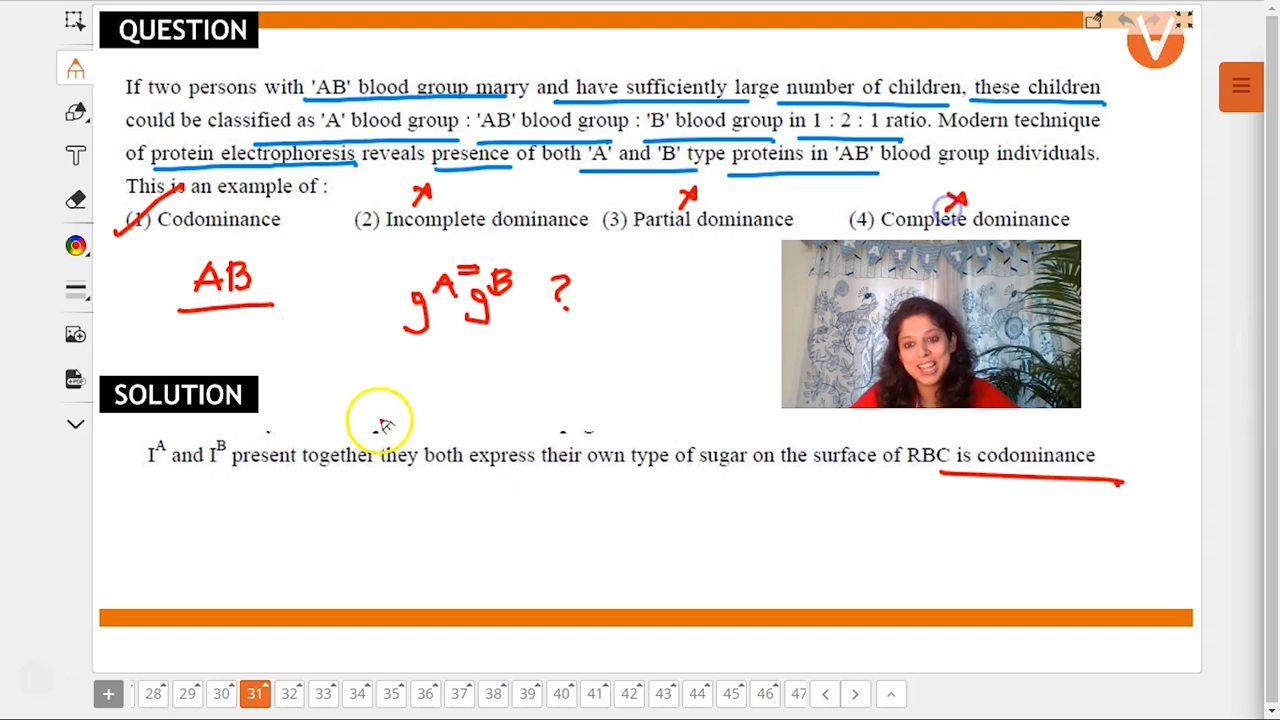 QUESTION
If two persons with 'AB' blood group marry and have sufficiently large number of children, these children
could be classified as 'A' blood group : 'AB' blood group : 'B' blood group in 1 : 2 : 1 ratio. Modern technique
of protein electrophoresis reveals presence of both 'A' and 'B' type proteins in 'AB' blood group individuals.
This is an example of :
(1) Codominance (2) Incomplete dominance (3) Partial dominance (4) Complete dominance
GRATITUD
AB
g^A = g^B ?
SOLUTION
I^A and I^B present together they both express their own type of sugar on the surface of RBC is codominance
28 29 30 31 32 33 34 35 36 37 38 39 40 41 42 43 44 45 46 47